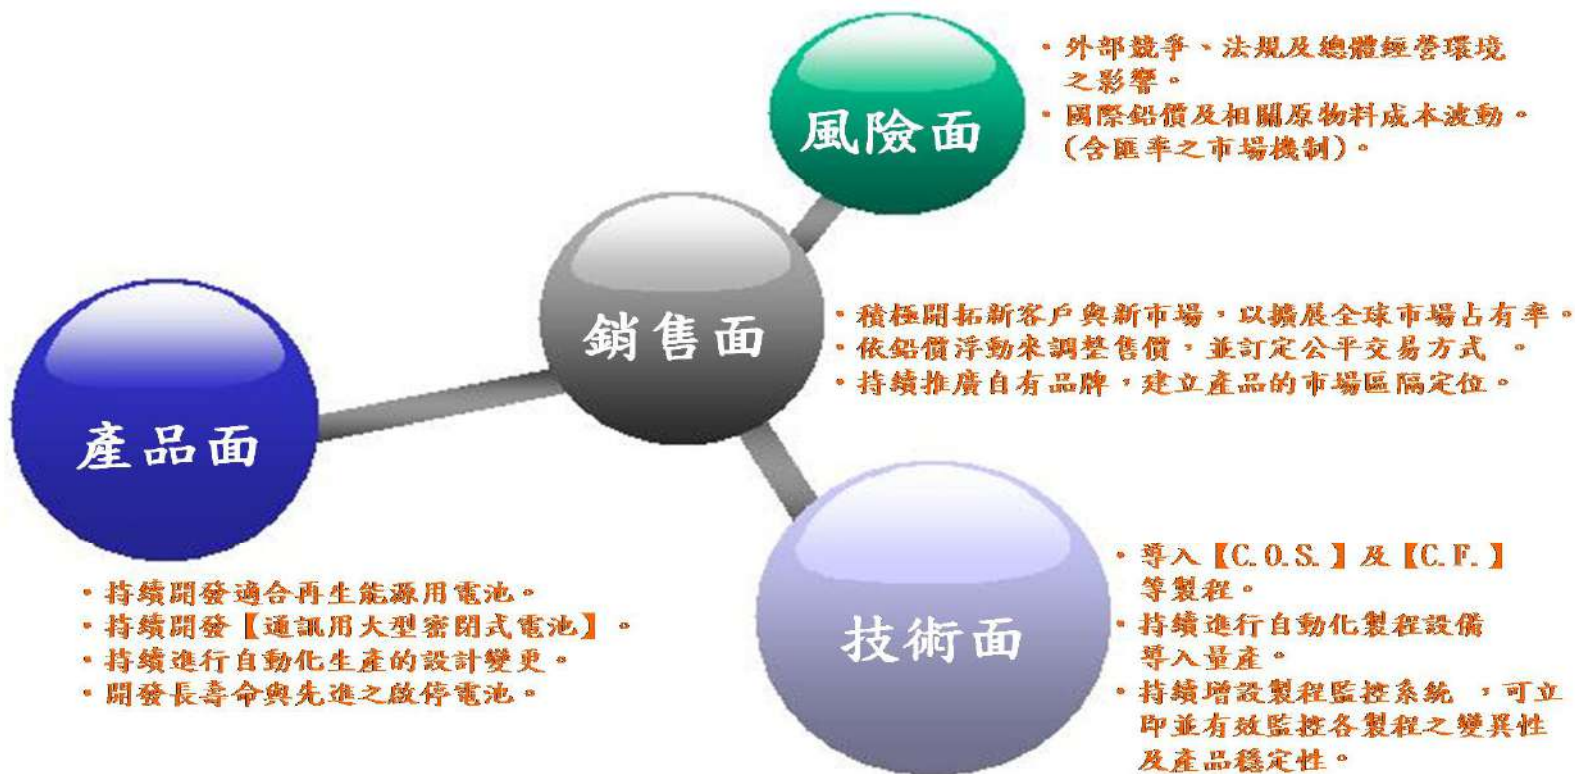 風險面
・外部競爭、法規及總體經營環境
之影響。
・國際鉛價及相關原物料成本波動。
(含匯率之市場機制)。
銷售面
・積極開拓新客戶與新市場，以擴展全球市場占有率。
・依鉛價浮動來調整售價，並訂定公平交易方式 。
・持續推廣自有品牌，建立產品的市場區隔定位。
產品面
・持續開發適合再生能源用電池。
・持續開發【通訊用大型密閉式電池】。
・持續進行自動化生產的設計變更。
・開發長壽命與先進之啟停電池。
技術面
・導入【C.O.S.】及【C.F.】
等製程。
・持續進行自動化製程設備
導入量產。
・持續增設製程監控系統 ，可立
即並有效監控各製程之變異性
及產品穩定性。